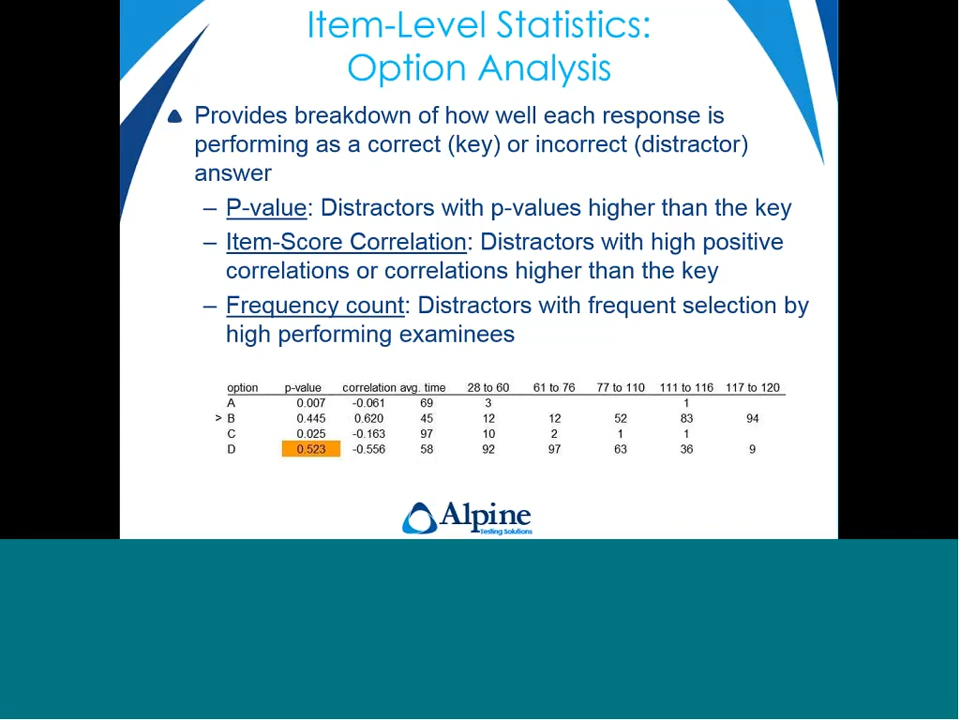 Item-Level Statistics:
Option Analysis
Provides breakdown of how well each response is
performing as a correct (key) or incorrect (distractor)
answer
– P-value: Distractors with p-values higher than the key
– Item-Score Correlation: Distractors with high positive
correlations or correlations higher than the key
– Frequency count: Distractors with frequent selection by
high performing examinees
option p-value correlation avg. time 28 to 60 61 to 76 77 to 110 111 to 116 117 to 120
A 0.007 -0.061 69 3 1
> B 0.445 0.620 45 12 12 52 83 94
C 0.025 -0.163 97 10 2 1 1
D 0.523 -0.556 58 92 97 63 36 9
Alpine
Testing Solutions